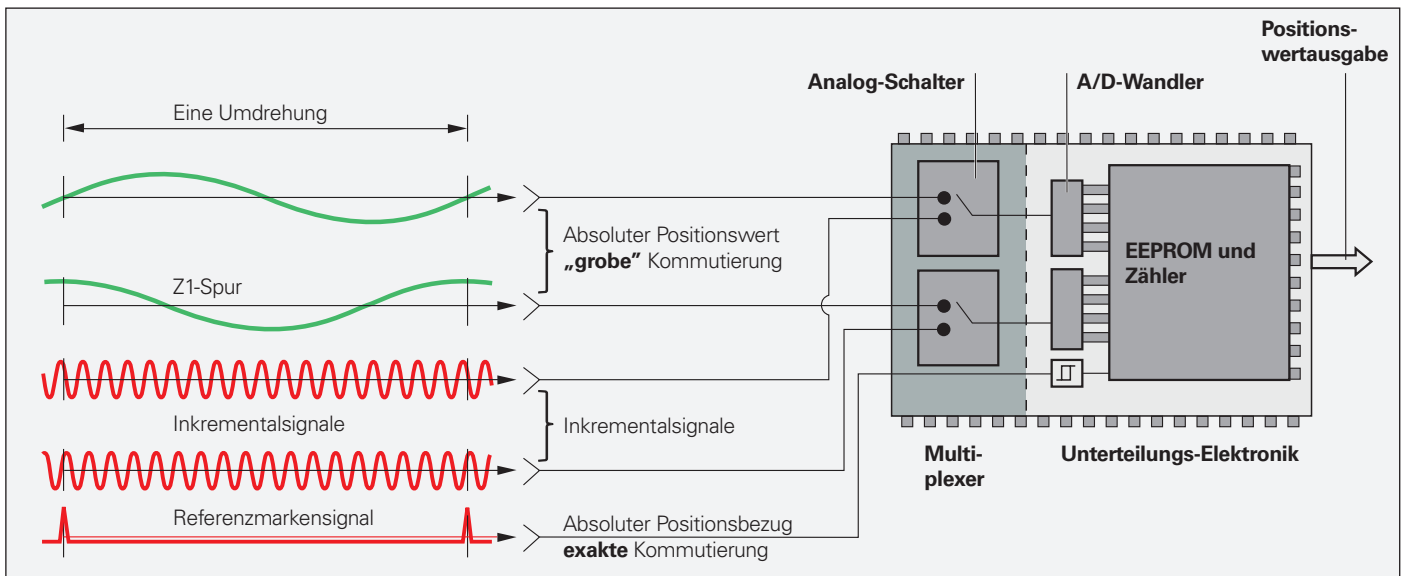 Positions-
wertausgabe
Analog-Schalter
A/D-Wandler
Eine Umdrehung
Absoluter Positionswert
„grobe” Kommutierung
EEPROM und
Zähler
Z1-Spur
Inkrementalsignale
Inkrementalsignale
Multi-
plexer
Unterteilungs-Elektronik
Referenzmarkensignal
Absoluter Positionsbezug
exakte Kommutierung